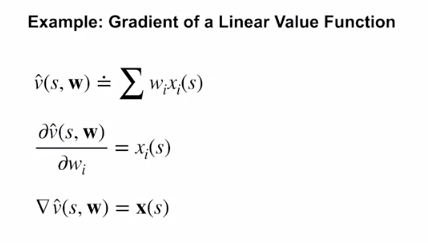 Example: Gradient of a Linear Value Function
v̂(s, w) ≐ ∑ wᵢxᵢ(s)
∂v̂(s, w)/∂wᵢ = xᵢ(s)
∇v̂(s, w) = x(s)